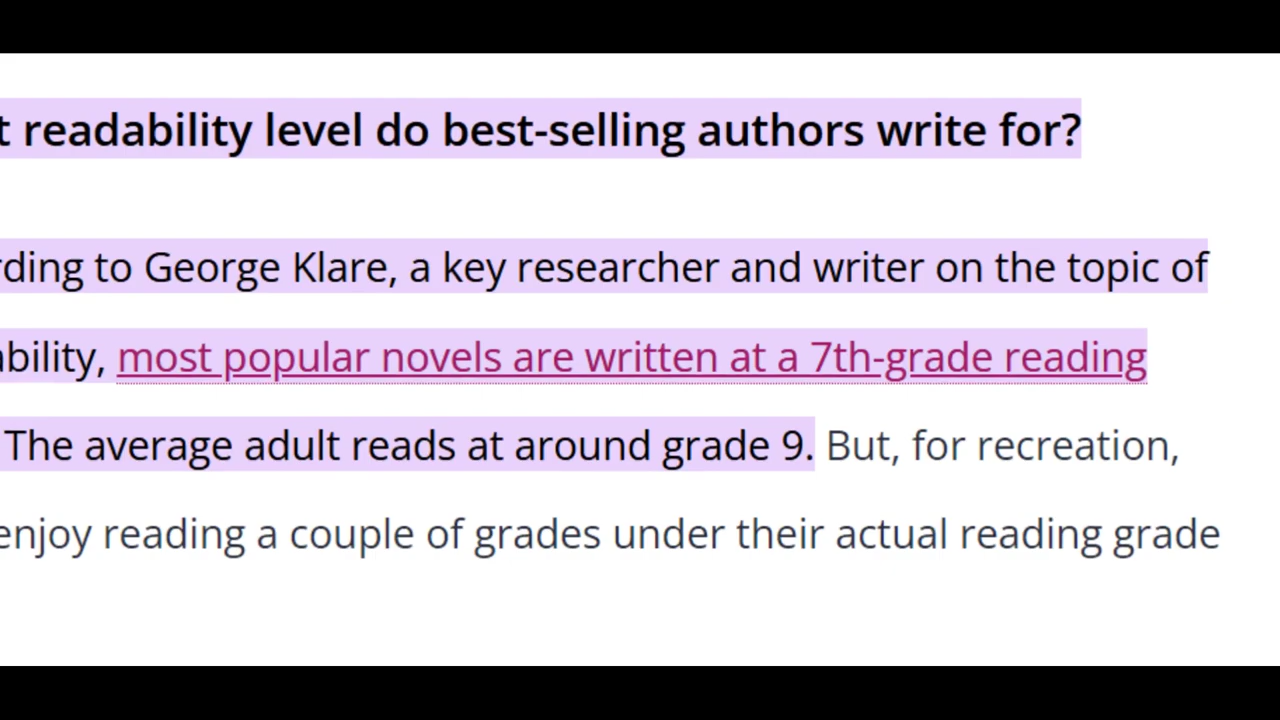 t readability level do best-selling authors write for?
rding to George Klare, a key researcher and writer on the topic of
ability, most popular novels are written at a 7th-grade reading
The average adult reads at around grade 9. But, for recreation,
enjoy reading a couple of grades under their actual reading grade